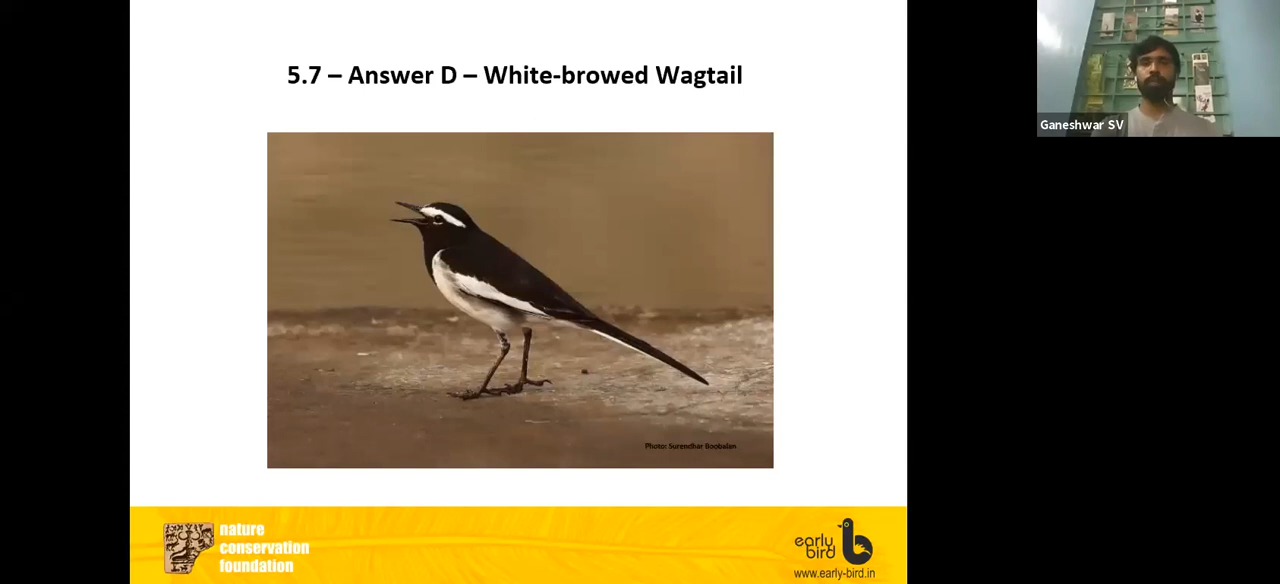 5.7 – Answer D – White-browed Wagtail
Ganeshwar SV
Photo: Surendhar Boobalan
nature
conservation
foundation
early
bird
www.early-bird.in